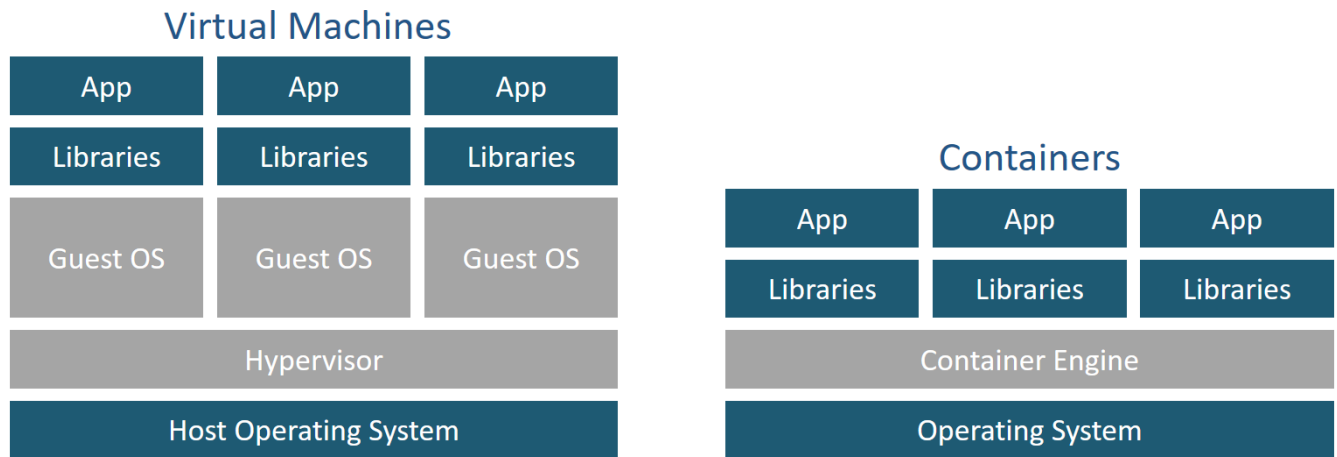 Virtual Machines
App App App
Libraries Libraries Libraries
Guest OS Guest OS Guest OS
Hypervisor
Host Operating System
Containers
App App App
Libraries Libraries Libraries
Container Engine
Operating System